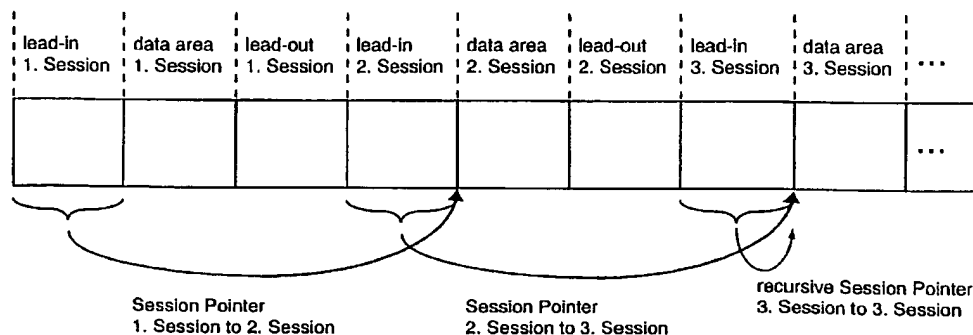 lead-in
1. Session
data area
1. Session
lead-out
1. Session
lead-in
2. Session
data area
2. Session
lead-out
2. Session
lead-in
3. Session
data area
3. Session
...
...
Session Pointer
1. Session to 2. Session
Session Pointer
2. Session to 3. Session
recursive Session Pointer
3. Session to 3. Session